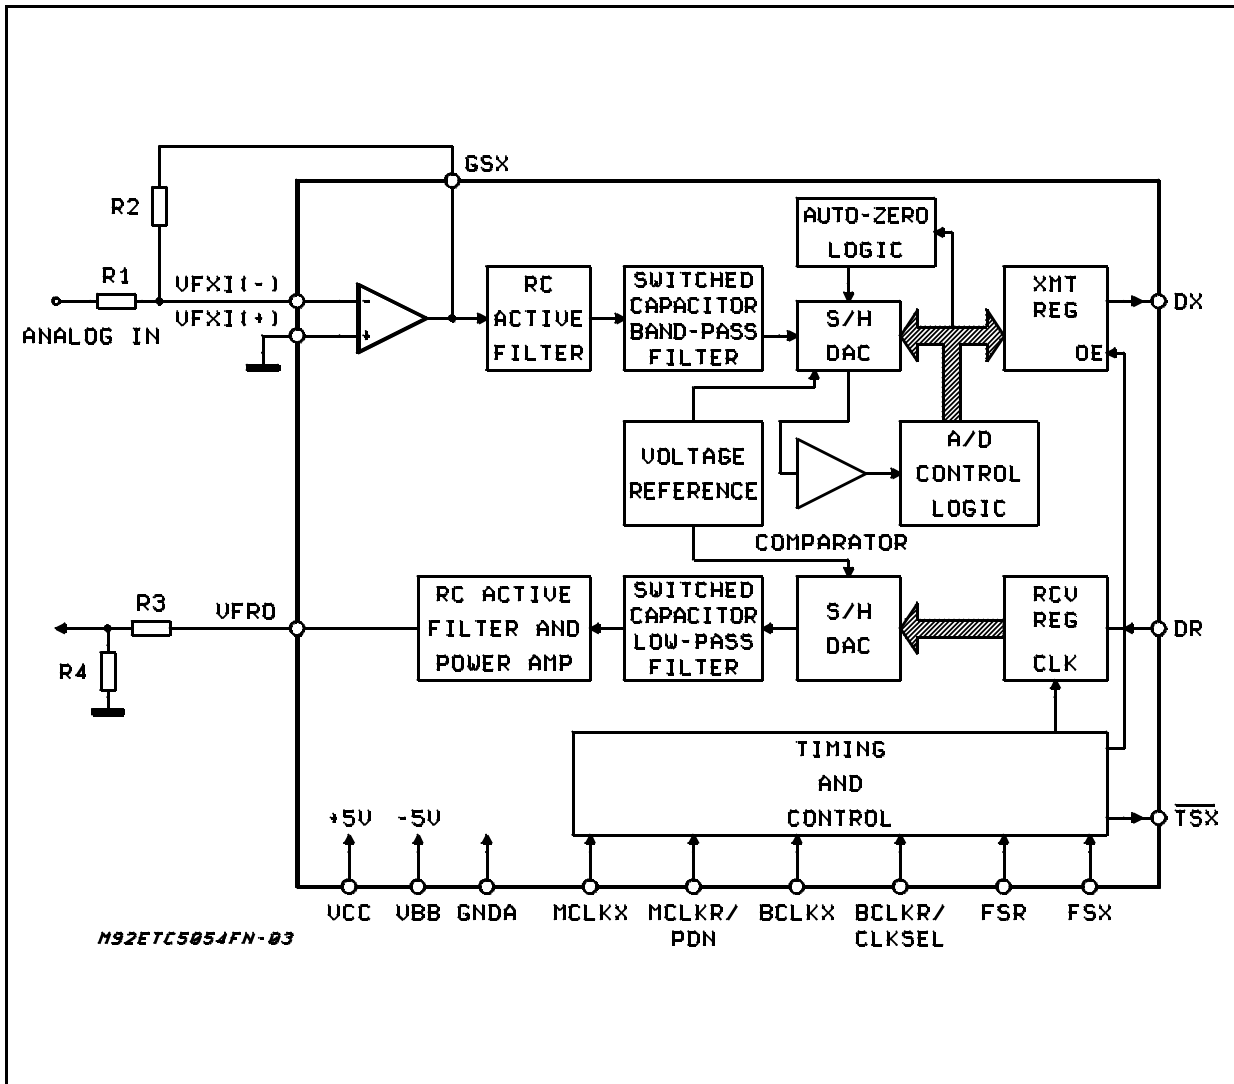 GSX
R2
R1
VFXI(-)
VFXI(+)
ANALOG IN
-
+
RC
ACTIVE
FILTER
SWITCHED
CAPACITOR
BAND-PASS
FILTER
AUTO-ZERO
LOGIC
S/H
DAC
XMT
REG
OE
DX
VOLTAGE
REFERENCE
COMPARATOR
A/D
CONTROL
LOGIC
R3
R4
VFRO
RC ACTIVE
FILTER AND
POWER AMP
SWITCHED
CAPACITOR
LOW-PASS
FILTER
S/H
DAC
RCV
REG
CLK
DR
TIMING
AND
CONTROL
TSX
+5V
-5V
VCC
VBB
GNDA
MCLKX
MCLKR/
PDN
BCLKX
BCLKR/
CLKSEL
FSR
FSX
M92ETC5054FN-03